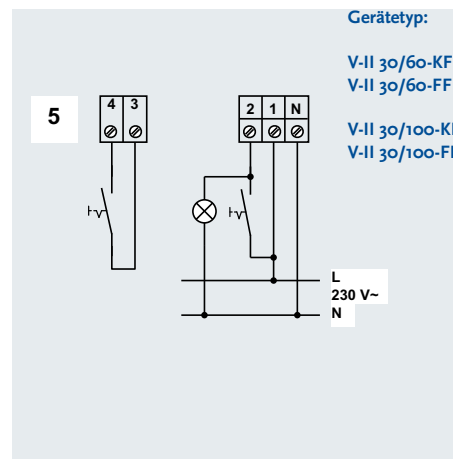 Gerätetyp:
V-II 30/60-KF
V-II 30/60-FF
V-II 30/100-K
V-II 30/100-F
5
4 3
2 1 N
L
230 V~
N